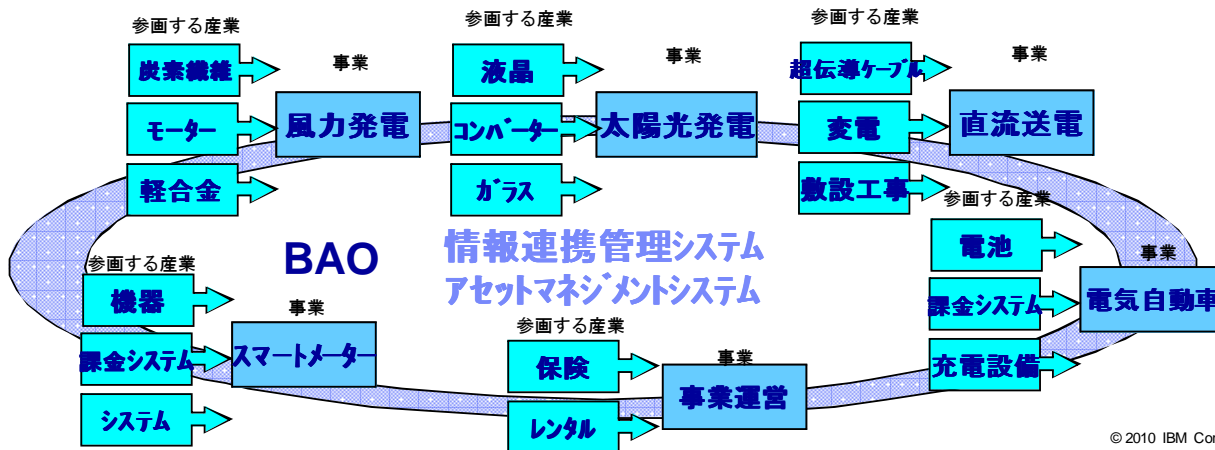 参画する産業
炭素繊維
モーター
軽合金
事業
風力発電
参画する産業
液晶
コンバーター
ガラス
事業
太陽光発電
参画する産業
超伝導ケーブル
変電
敷設工事
事業
直流送電
参画する産業
電池
課金システム
充電設備
事業
電気自動車
BAO
情報連携管理システム
アセットマネジメントシステム
参画する産業
機器
課金システム
システム
事業
スマートメーター
参画する産業
保険
レンタル
事業
事業運営
© 2010 IBM Cor